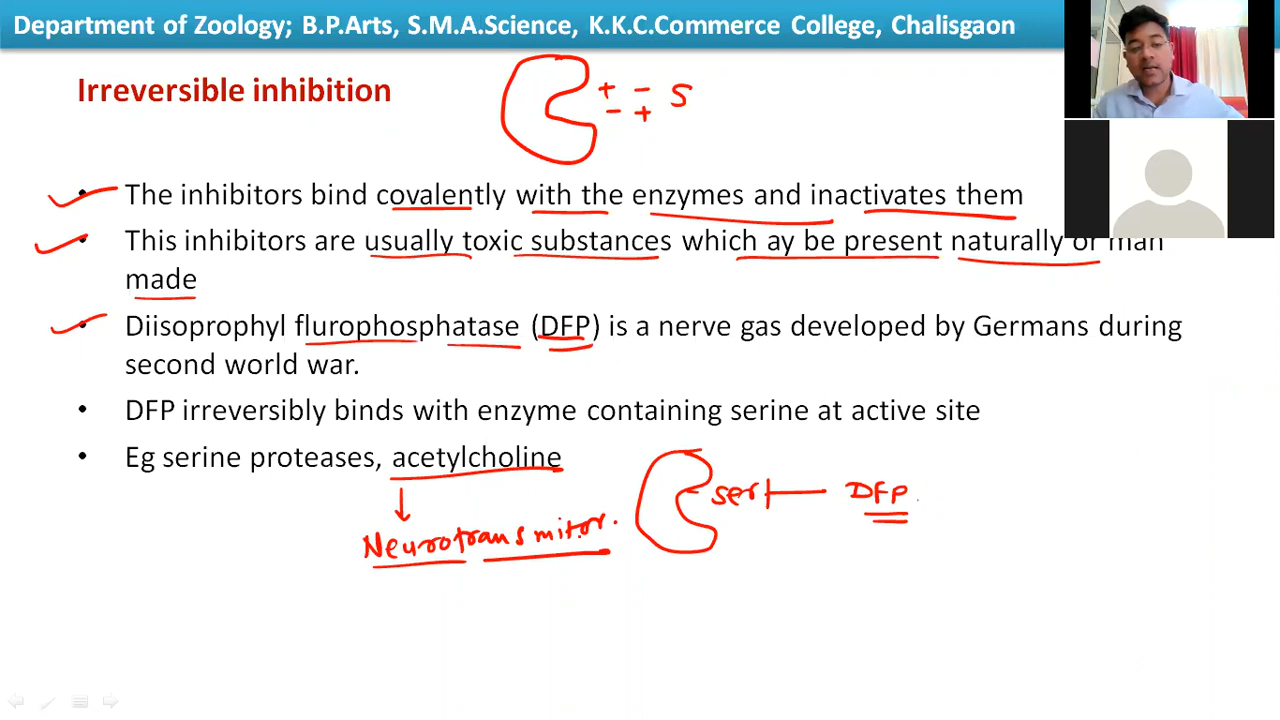 Department of Zoology; B.P.Arts, S.M.A.Science, K.K.C.Commerce College, Chalisgaon
Irreversible inhibition
+ - S
- +
• The inhibitors bind covalently with the enzymes and inactivates them
• This inhibitors are usually toxic substances which ay be present naturally or man
made
• Diisoprophyl flurophosphatase (DFP) is a nerve gas developed by Germans during
second world war.
• DFP irreversibly binds with enzyme containing serine at active site
• Eg serine proteases, acetylcholine
ser DFP
Neurotransmitor.